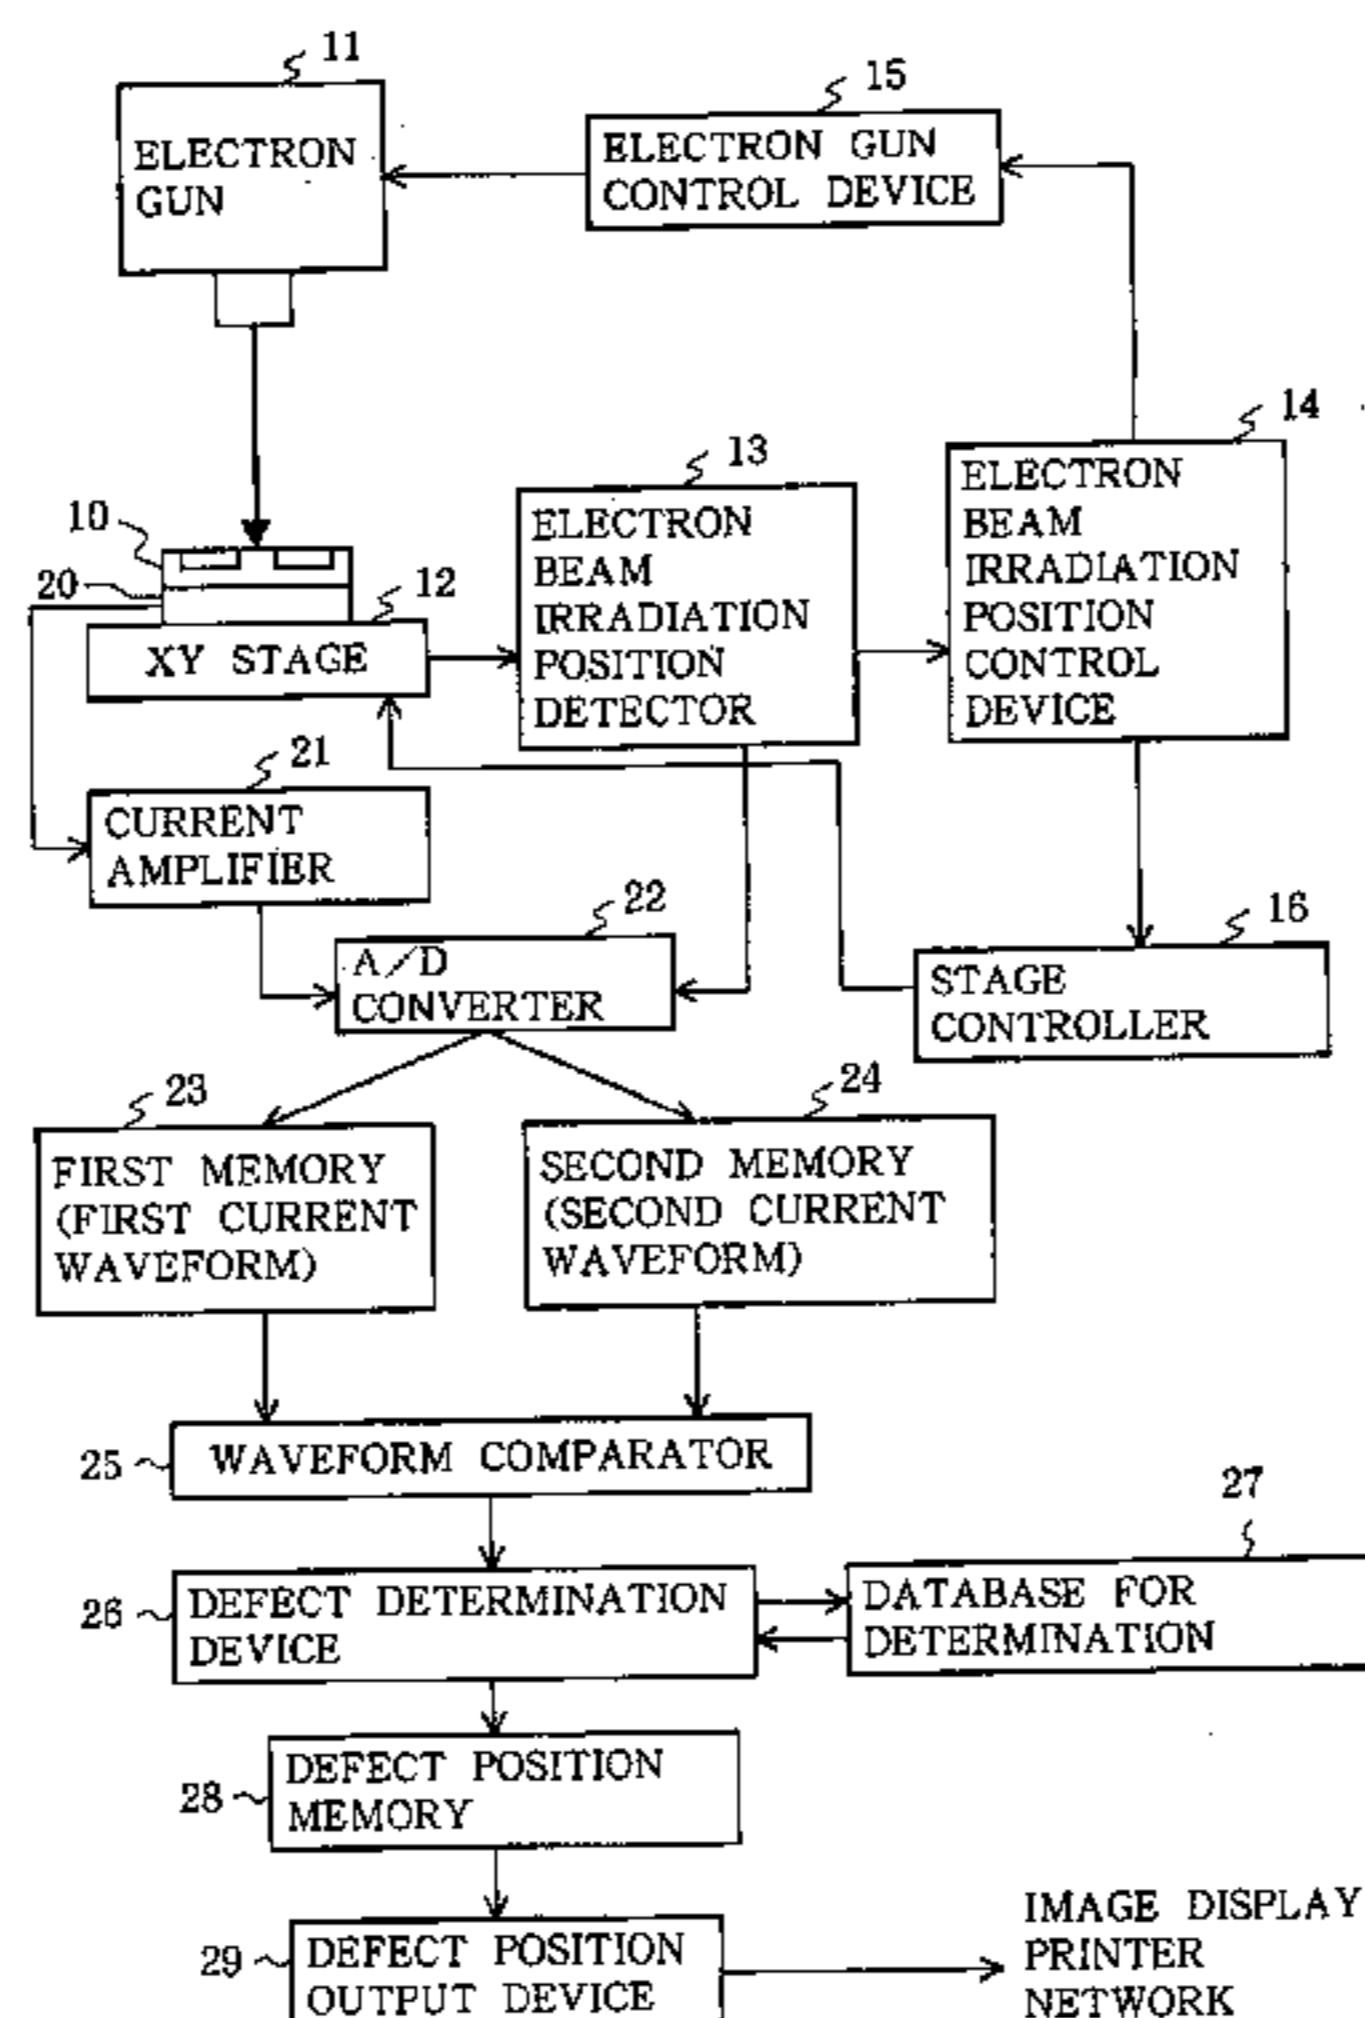 11
ELECTRON
GUN
15
ELECTRON GUN
CONTROL DEVICE
14
ELECTRON
BEAM
IRRADIATION
POSITION
CONTROL
DEVICE
13
ELECTRON
BEAM
IRRADIATION
POSITION
DETECTOR
10
20
12
XY STAGE
21
CURRENT
AMPLIFIER
22
A/D
CONVERTER
16
STAGE
CONTROLLER
23
FIRST MEMORY
(FIRST CURRENT
WAVEFORM)
24
SECOND MEMORY
(SECOND CURRENT
WAVEFORM)
25
WAVEFORM COMPARATOR
26
DEFECT DETERMINATION
DEVICE
27
DATABASE FOR
DETERMINATION
28
DEFECT POSITION
MEMORY
29
DEFECT POSITION
OUTPUT DEVICE
IMAGE DISPLAY
PRINTER
NETWORK